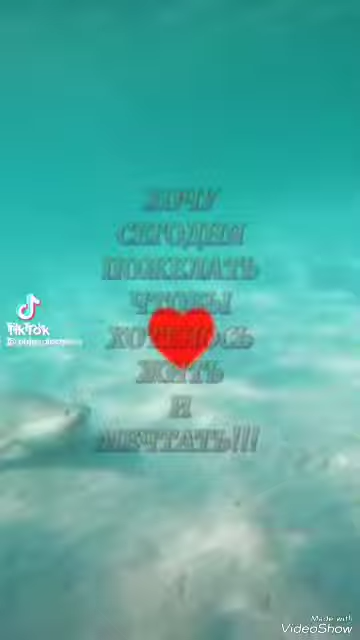 ХОЧУ
СЕГОДНЯ
ПОЖЕЛАТЬ
ЧТОБЫ
ХОТЕЛОСЬ
ЖИТЬ
И
МЕЧТАТЬ!!!
TikTok
Made with
VideoShow